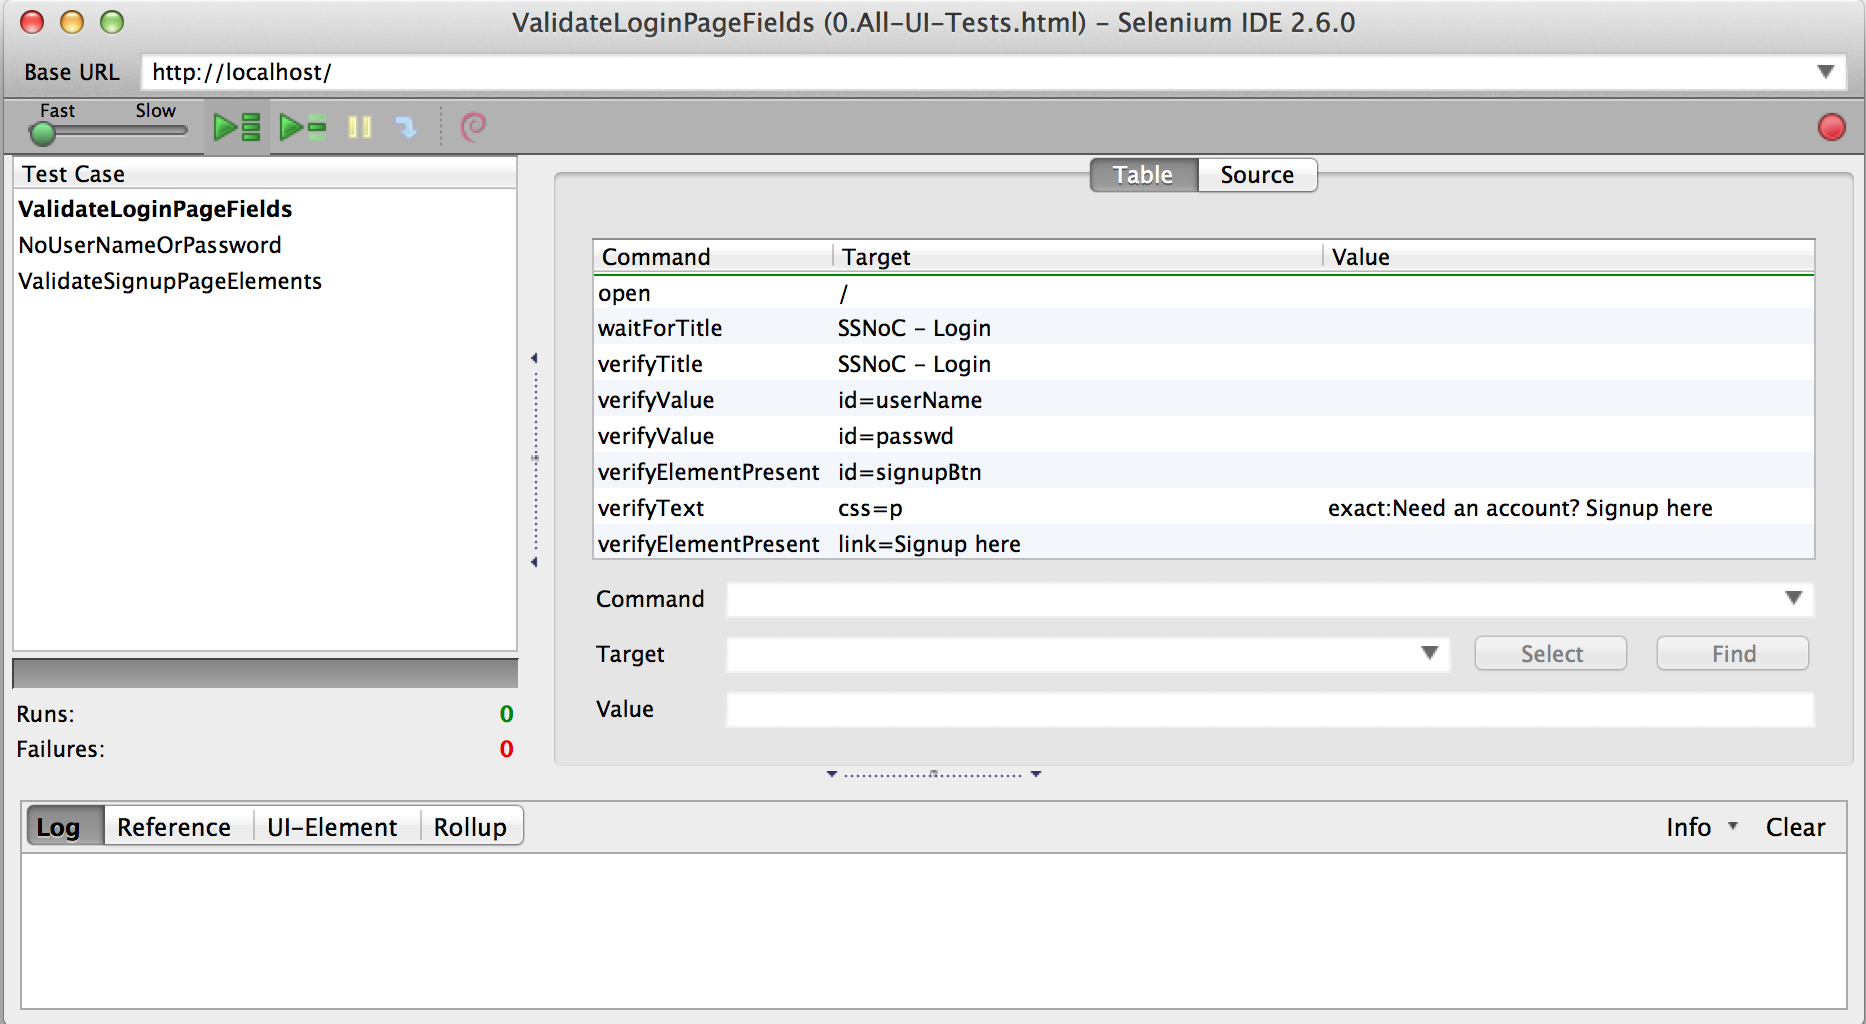 ValidateLoginPageFields (0.All-UI-Tests.html) - Selenium IDE 2.6.0
Base URL http://localhost/
Fast Slow
Table Source
Test Case
ValidateLoginPageFields
NoUserNameOrPassword
ValidateSignupPageElements
Runs: 0
Failures: 0
Command Target Value
open /
waitForTitle SSNoC - Login
verifyTitle SSNoC - Login
verifyValue id=userName
verifyValue id=passwd
verifyElementPresent id=signupBtn
verifyText css=p exact:Need an account? Signup here
verifyElementPresent link=Signup here
Command
Target Select Find
Value
Log Reference UI-Element Rollup Info Clear